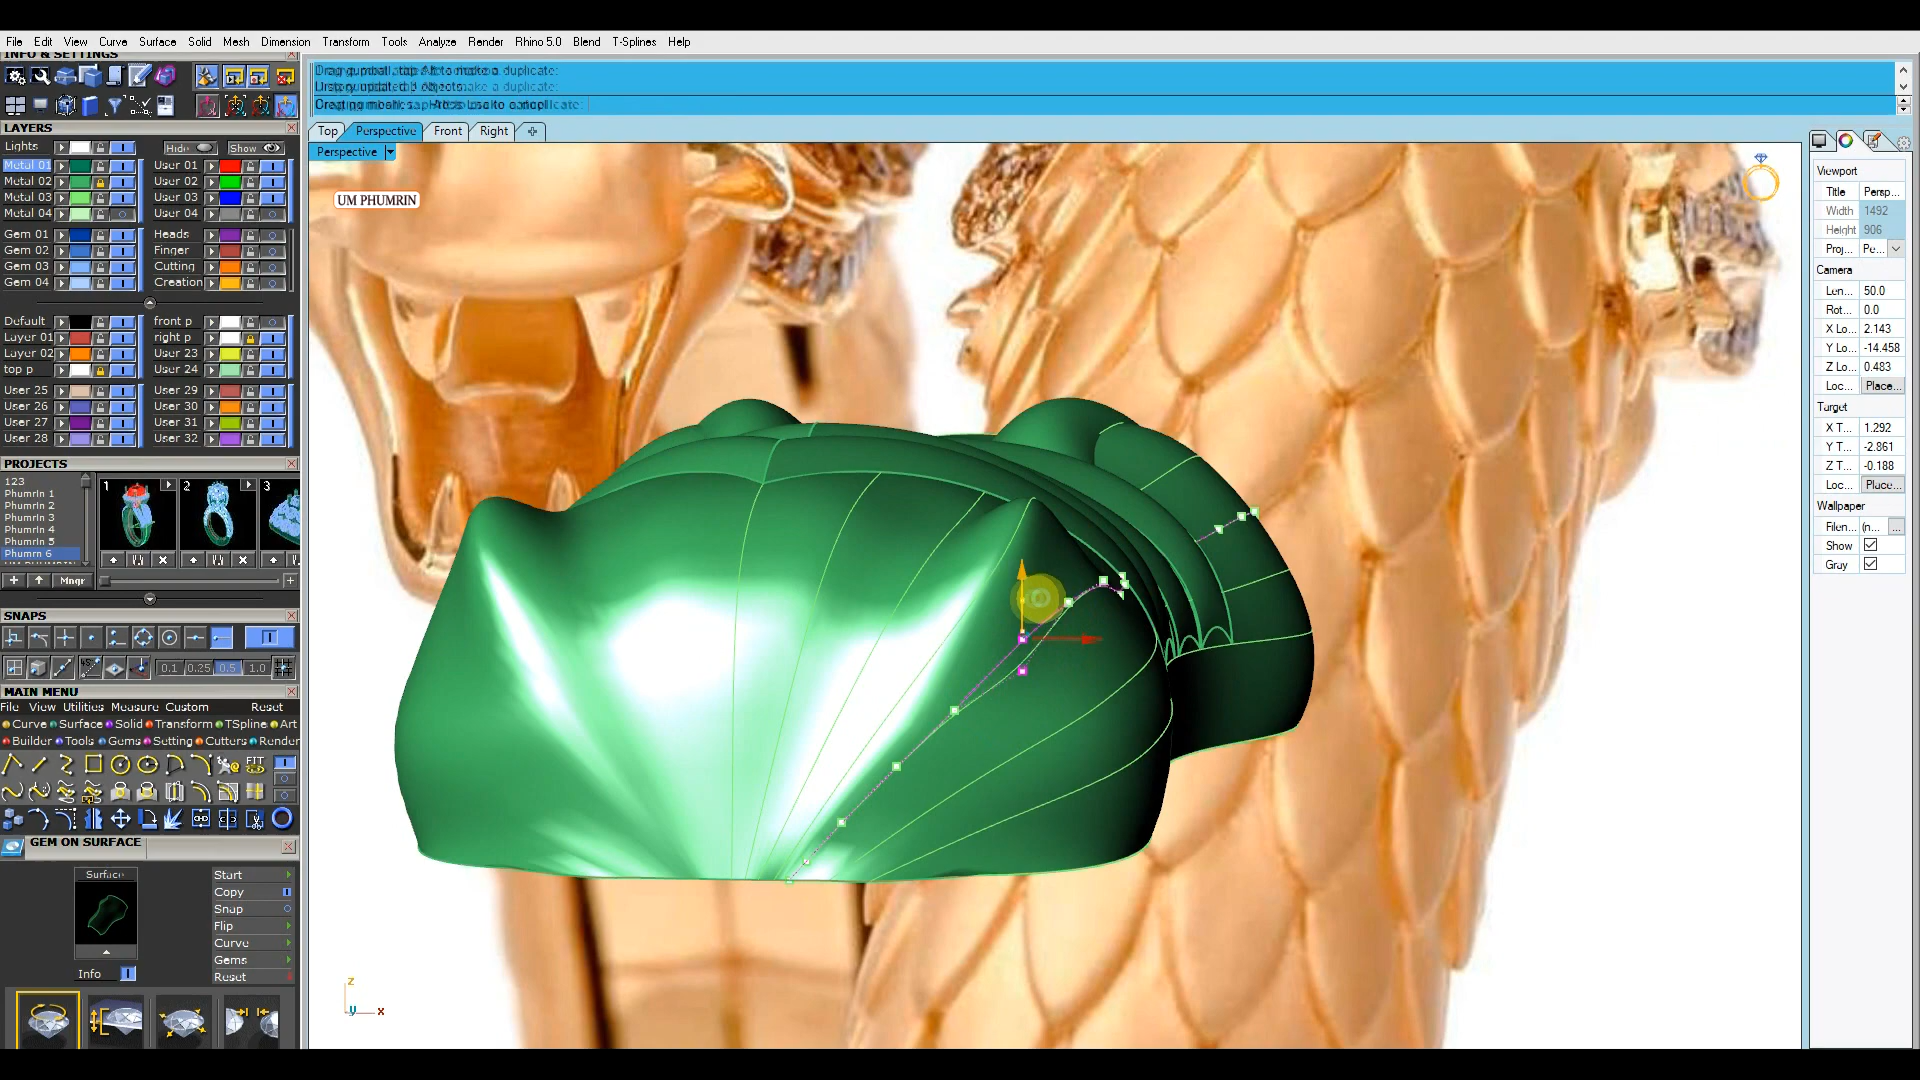 File Edit View Curve Surface Solid Mesh Dimension Transform Tools Analyze Render Rhino 5.0 Blend T-Splines Help
INFO & SETTINGS
LAYERS
Lights Hide Show
Metal 01 User 01
Metal 02 User 02
Metal 03 User 03
Metal 04 User 04
Gem 01 Heads
Gem 02 Finger
Gem 03 Cutting
Gem 04 Creation
Default front p
Layer 01 right p
Layer 02 User 23
top p User 24
User 25 User 29
User 26 User 30
User 27 User 31
User 28 User 32
PROJECTS
123
Phumrin 1
Phumrin 2
Phumrin 3
Phumrin 4
Phumrin 5
Phumrin 6
1 2 3
Mngr
SNAPS
0.1 0.25 0.5 1.0
MAIN MENU
File View Utilities Measure Custom Reset
Curve Surface Solid Transform TSpline Art
Builder Tools Gems Setting Cutters Render
FIT
GEM ON SURFACE
Surface
Info
Start
Copy
Snap
Flip
Curve
Gems
Reset
Top Perspective Front Right
Perspective
UM PHUMRIN
z
y x
Viewport
Title Persp...
Width 1492
Height 906
Proj... Pe...
Camera
Len... 50.0
Rot... 0.0
X Lo... 2.143
Y Lo... -14.458
Z Lo... 0.483
Loc... Place...
Target
X T... 1.292
Y T... -2.861
Z T... -0.188
Loc... Place...
Wallpaper
Filen... (n... ...
Show
Gray